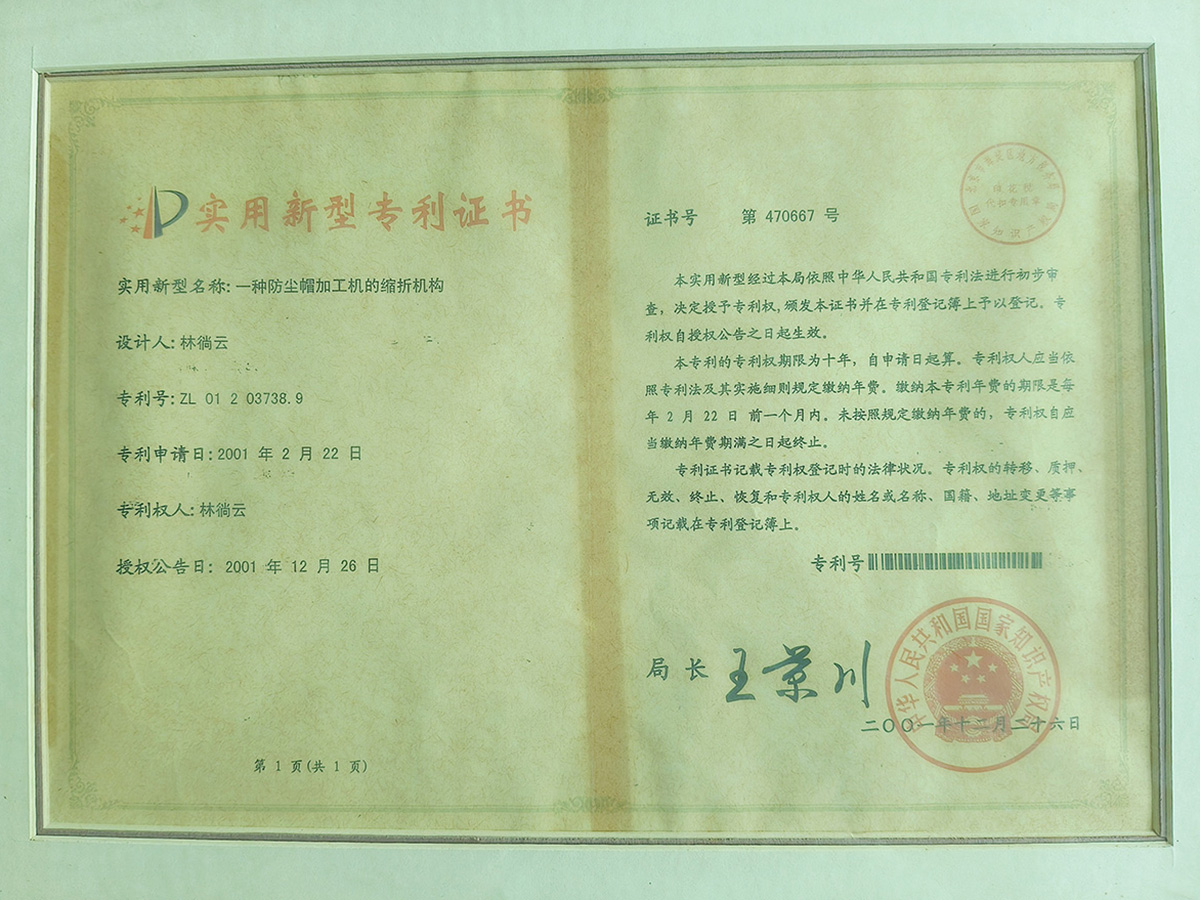 实用新型专利证书
实用新型名称:一种防尘帽加工机的缩折机构
设计人:林徜云
专利号:ZL 01 2 03738.9
专利申请日:2001 年 2 月 22 日
专利权人:林徜云
授权公告日: 2001 年 12 月 26 日
第 1 页(共 1 页)
证书号 第 470667 号
印花税
代扣专用章
国家知识产权局
本实用新型经过本局依照中华人民共和国专利法进行初步审
查，决定授予专利权,颁发本证书并在专利登记簿上予以登记。专
利权自授权公告之日起生效。
本专利的专利权期限为十年，自申请日起算。专利权人应当依
照专利法及其实施细则规定缴纳年费。缴纳本专利年费的期限是每
年 2 月 22 日 前一个月内。未按照规定缴纳年费的，专利权自应
当缴纳年费期满之日起终止。
专利证书记载专利权登记时的法律状况。专利权的转移、质押、
无效、终止、恢复和专利权人的姓名或名称、国籍、地址变更等事
项记载在专利登记簿上。
专利号
局长 王景川
中华人民共和国国家知识产权局
二〇〇一年十二月二十六日